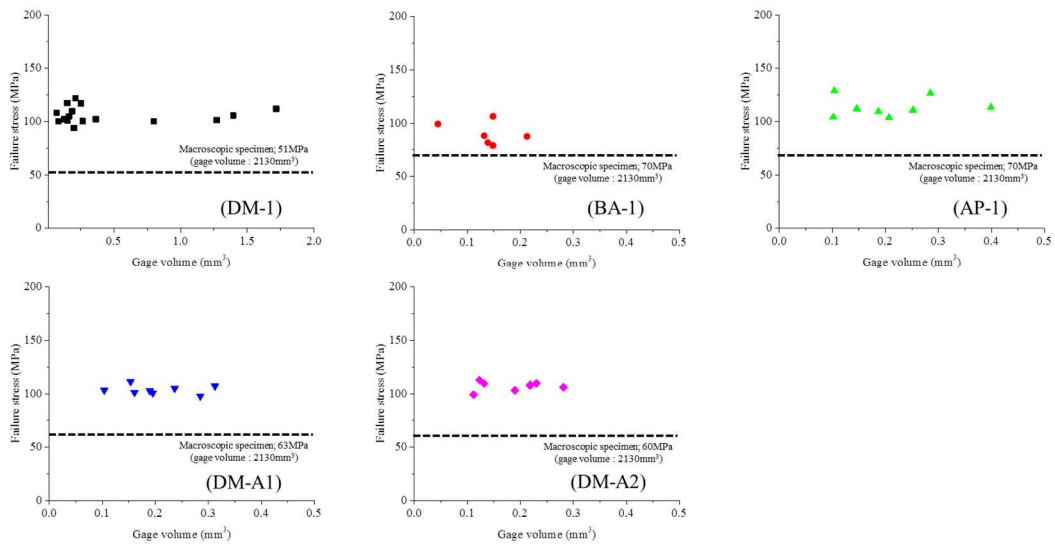 200
150
100
50
0
Failure stress (MPa)
Macroscopic specimen; 51MPa
(gage volume : 2130mm³)
(DM-1)
0.5 1.0 1.5 2.0
Gage volume (mm³)
200
150
100
50
0
Failure stress (MPa)
Macroscopic specimen; 70MPa
(gage volume : 2130mm³)
(BA-1)
0.0 0.1 0.2 0.3 0.4 0.5
Gage volume (mm³)
200
150
100
50
0
Failure stress (MPa)
Macroscopic specimen; 70MPa
(gage volume : 2130mm³)
(AP-1)
0.0 0.1 0.2 0.3 0.4 0.5
Gage volume (mm³)
200
150
100
50
0
Failure stress (MPa)
Macroscopic specimen; 63MPa
(gage volume : 2130mm³)
(DM-A1)
0.0 0.1 0.2 0.3 0.4 0.5
Gage volume (mm³)
200
150
100
50
0
Failure stress (MPa)
Macroscopic specimen; 60MPa
(gage volume : 2130mm³)
(DM-A2)
0.0 0.1 0.2 0.3 0.4 0.5
Gage volume (mm³)